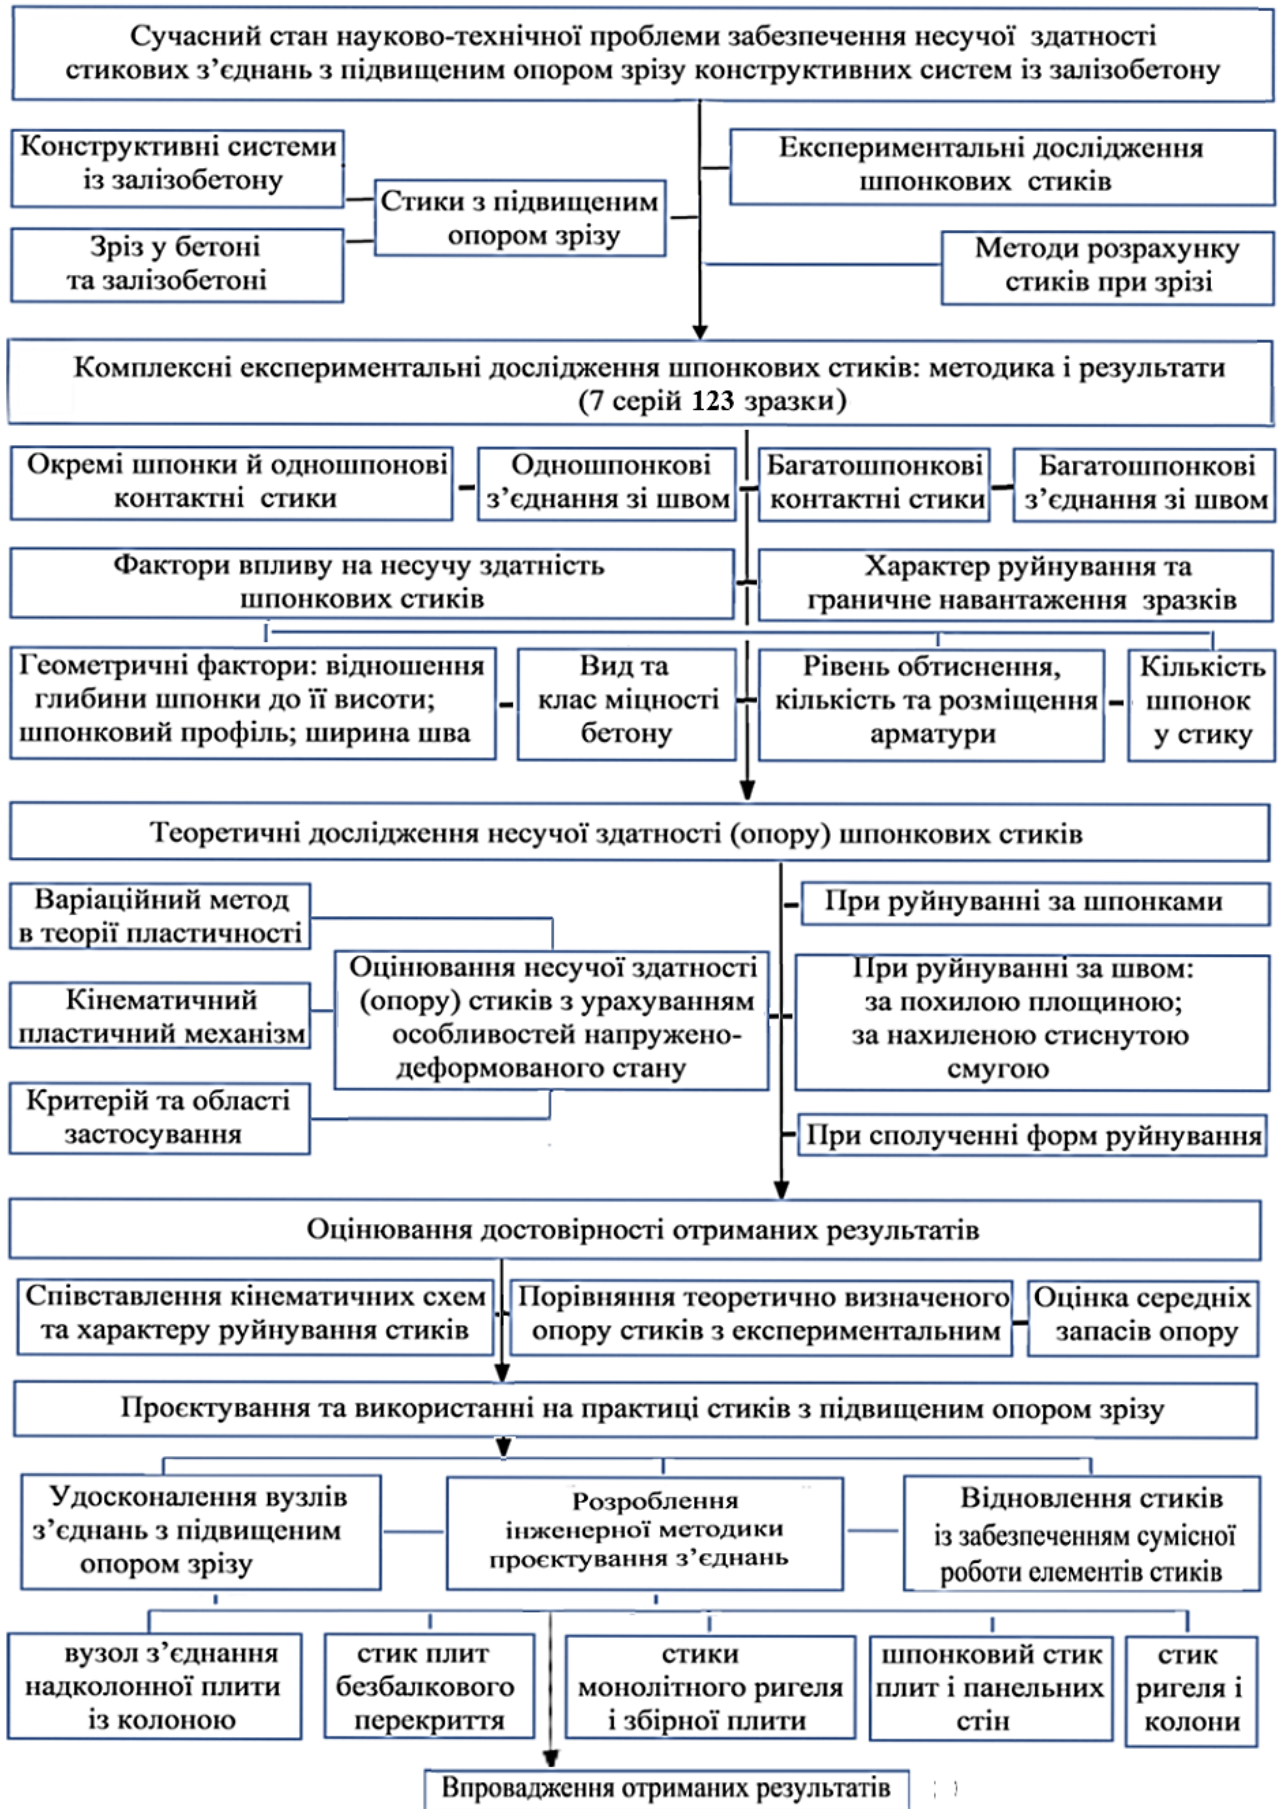 Сучасний стан науково-технічної проблеми забезпечення несучої здатності
стикових з’єднань з підвищеним опором зрізу конструктивних систем із залізобетону
Конструктивні системи
із залізобетону
Зріз у бетоні
та залізобетоні
Стики з підвищеним
опором зрізу
Експериментальні дослідження
шпонкових стиків
Методи розрахунку
стиків при зрізі
Комплексні експериментальні дослідження шпонкових стиків: методика і результати
(7 серій 123 зразки)
Окремі шпонки й одношпонові
контактні стики
Одношпонкові
з’єднання зі швом
Багатошпонкові
контактні стики
Багатошпонкові
з’єднання зі швом
Фактори впливу на несучу здатність
шпонкових стиків
Характер руйнування та
граничне навантаження зразків
Геометричні фактори: відношення
глибини шпонки до її висоти;
шпонковий профіль; ширина шва
Вид та
клас міцності
бетону
Рівень обтиснення,
кількість та розміщення
арматури
Кількість
шпонок
у стику
Теоретичні дослідження несучої здатності (опору) шпонкових стиків
Варіаційний метод
в теорії пластичності
Кінематичний
пластичний механізм
Критерій та області
застосування
Оцінювання несучої здатності
(опору) стиків з урахуванням
особливостей напружено-
деформованого стану
При руйнуванні за шпонками
При руйнуванні за швом:
за похилою площиною;
за нахиленою стиснутою
смугою
При сполученні форм руйнування
Оцінювання достовірності отриманих результатів
Співставлення кінематичних схем
та характеру руйнування стиків
Порівняння теоретично визначеного
опору стиків з експериментальним
Оцінка середніх
запасів опору
Проєктування та використанні на практиці стиків з підвищеним опором зрізу
Удосконалення вузлів
з’єднань з підвищеним
опором зрізу
Розроблення
інженерної методики
проєктування з’єднань
Відновлення стиків
із забезпеченням сумісної
роботи елементів стиків
вузол з’єднання
надколонної плити
із колоною
стик плит
безбалкового
перекриття
стики
монолітного ригеля
і збірної плити
шпонковий стик
плит і панельних
стін
стик
ригеля і
колони
Впровадження отриманих результатів